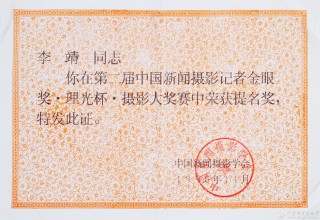 李 靖 同志
你在第二届中国新闻摄影记者金眼
奖·理光杯·摄影大奖赛中荣获提名奖,
特发此证。
中国新闻摄影学会